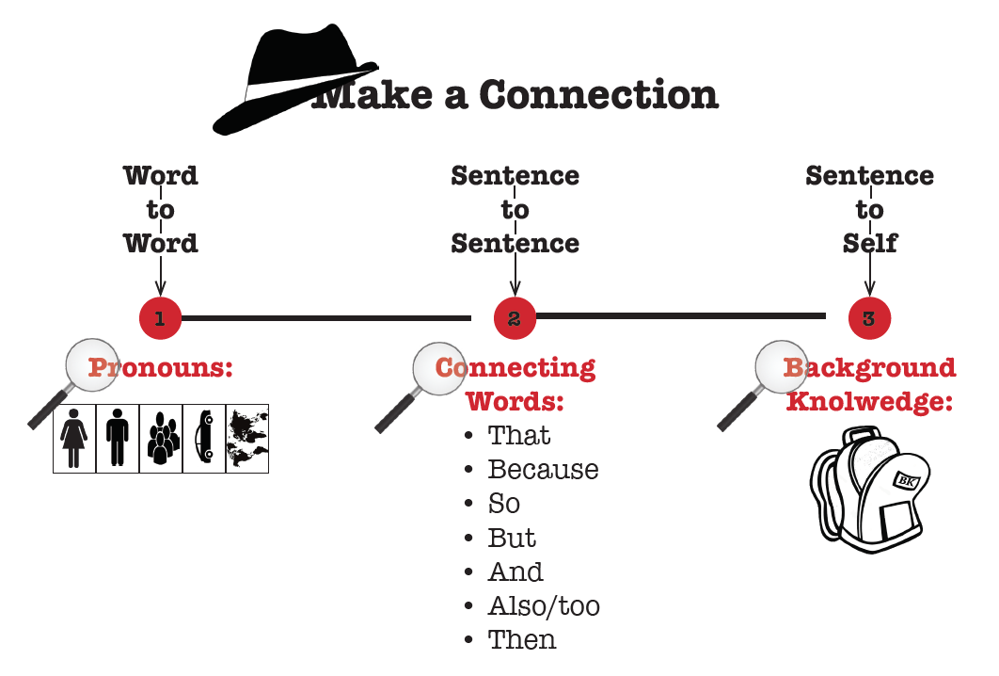 Make a Connection
Word
to
Word
1
Pronouns:
Sentence
to
Sentence
2
Connecting
Words:
• That
• Because
• So
• But
• And
• Also/too
• Then
Sentence
to
Self
3
Background
Knolwedge:
BK